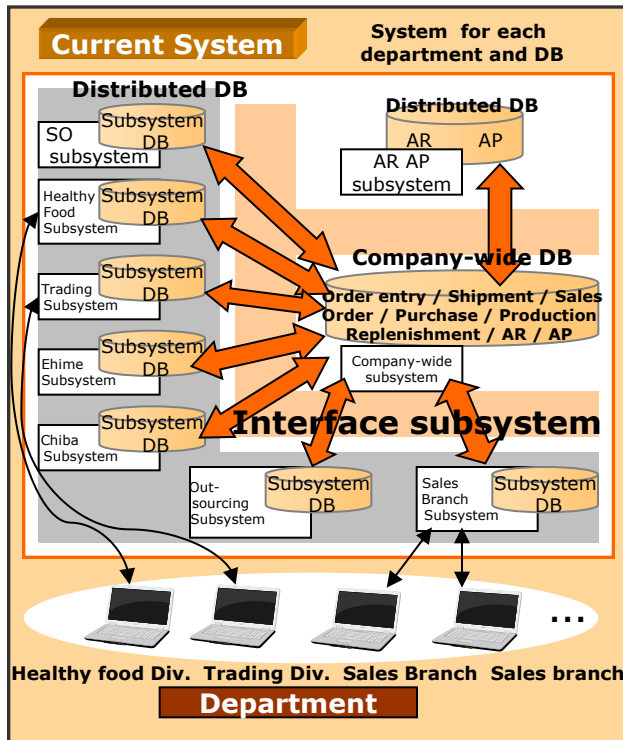 Current System
System for each
department and DB
Distributed DB
SO
subsystem
Subsystem
DB
Healthy
Food
Subsystem
Subsystem
DB
Trading
Subsystem
Subsystem
DB
Ehime
Subsystem
Subsystem
DB
Chiba
Subsystem
Subsystem
DB
Distributed DB
AR AP
AR AP
subsystem
Company-wide DB
Order entry / Shipment / Sales
Order / Purchase / Production
Replenishment / AR / AP
Company-wide
subsystem
Interface subsystem
Out-
sourcing
Subsystem
Subsystem
DB
Sales
Branch
Subsystem
Subsystem
DB
...
Healthy food Div. Trading Div. Sales Branch Sales branch
Department